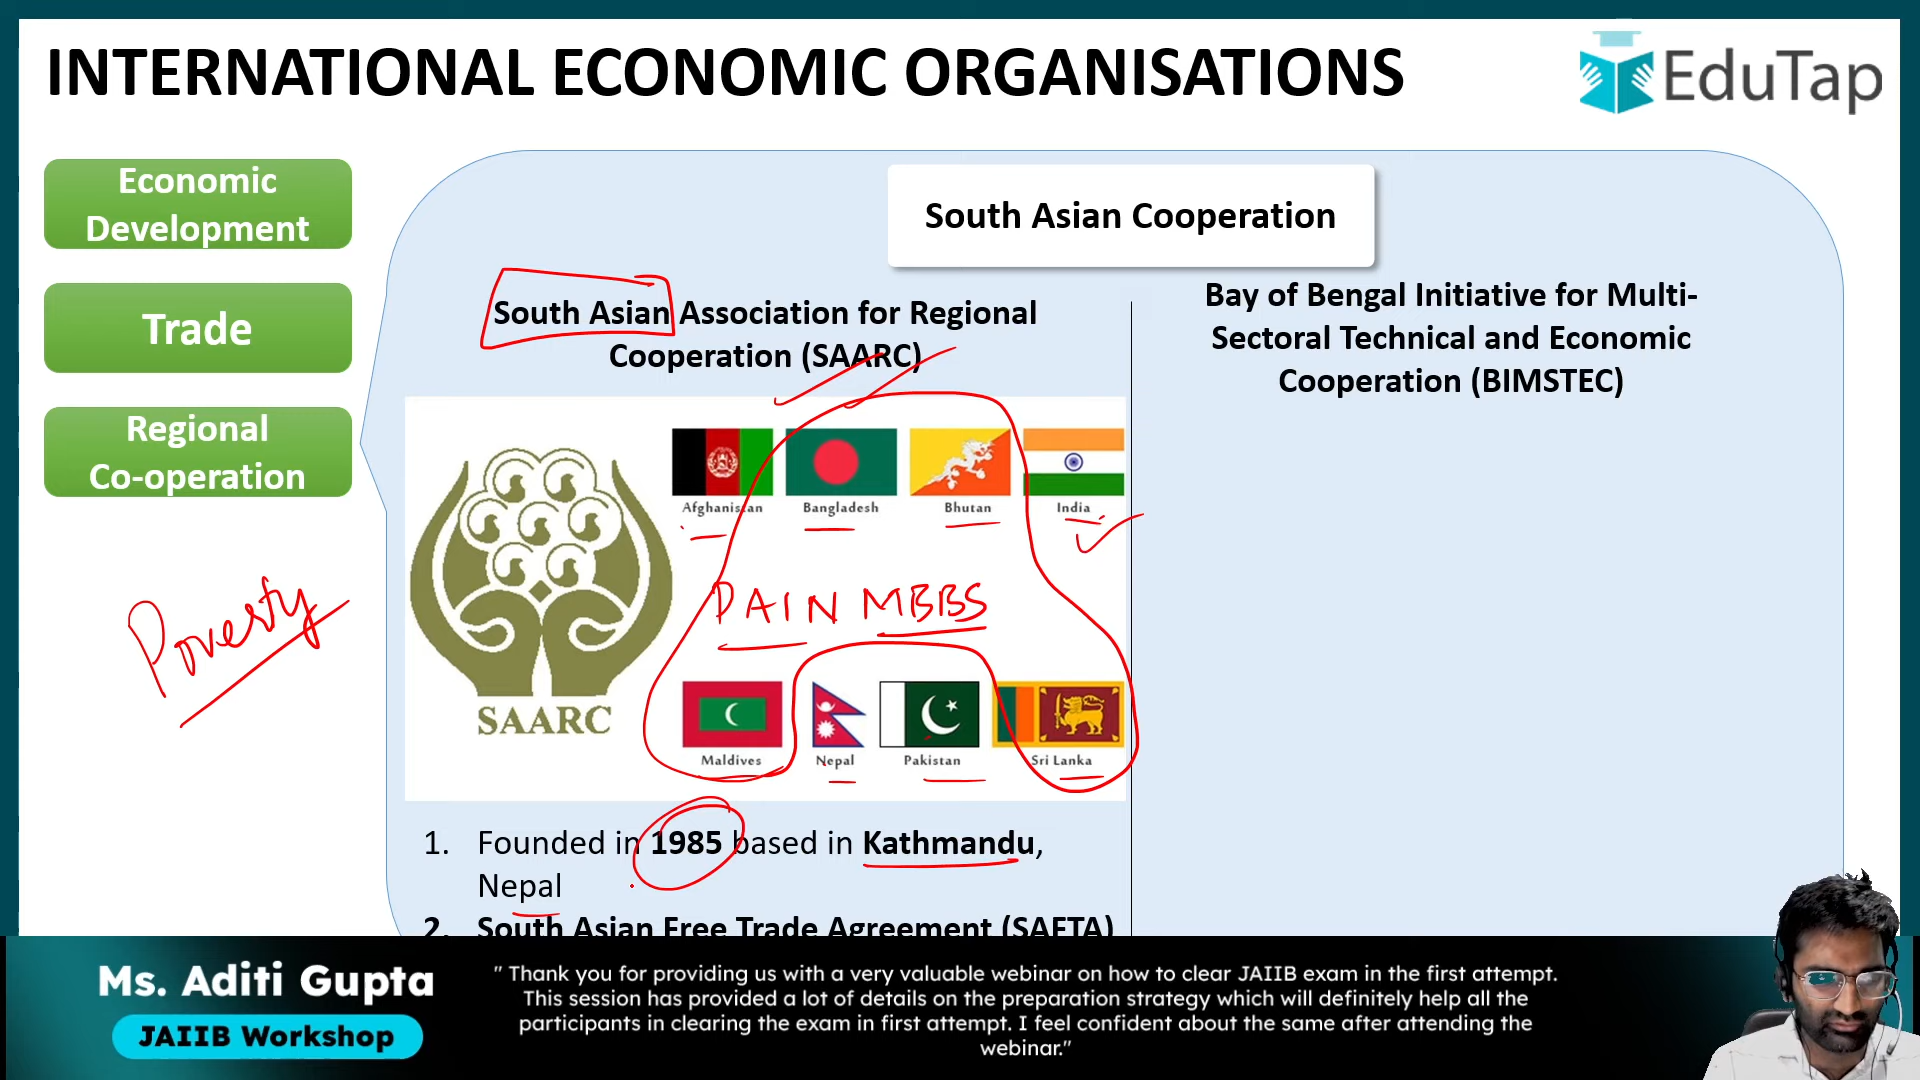 INTERNATIONAL ECONOMIC ORGANISATIONS
EduTap
Economic
Development
Trade
Regional
Co-operation
South Asian Cooperation
South Asian Association for Regional
Cooperation (SAARC)
Afghanistan
Bangladesh
Bhutan
India
PAIN MBBS
SAARC
Maldives
Nepal
Pakistan
Sri Lanka
Poverty
1. Founded in 1985 based in Kathmandu,
Nepal
2. South Asian Free Trade Agreement (SAFTA)
Bay of Bengal Initiative for Multi-
Sectoral Technical and Economic
Cooperation (BIMSTEC)
Ms. Aditi Gupta
JAIIB Workshop
" Thank you for providing us with a very valuable webinar on how to clear JAIIB exam in the first attempt.
This session has provided a lot of details on the preparation strategy which will definitely help all the
participants in clearing the exam in first attempt. I feel confident about the same after attending the
webinar."